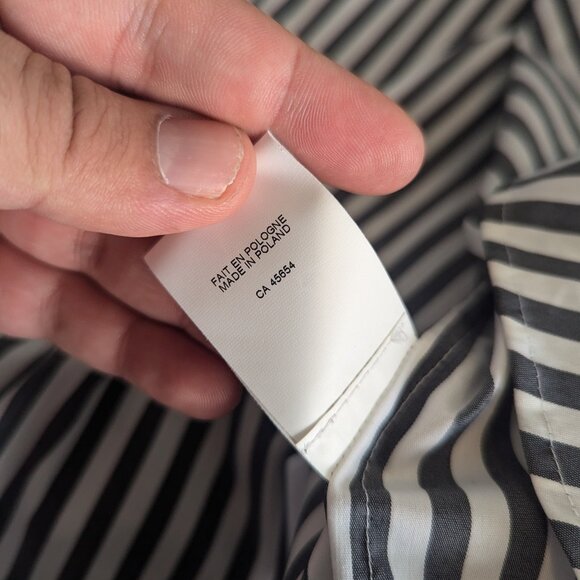 FAIT EN POLOGNE
MADE IN POLAND
CA 45654